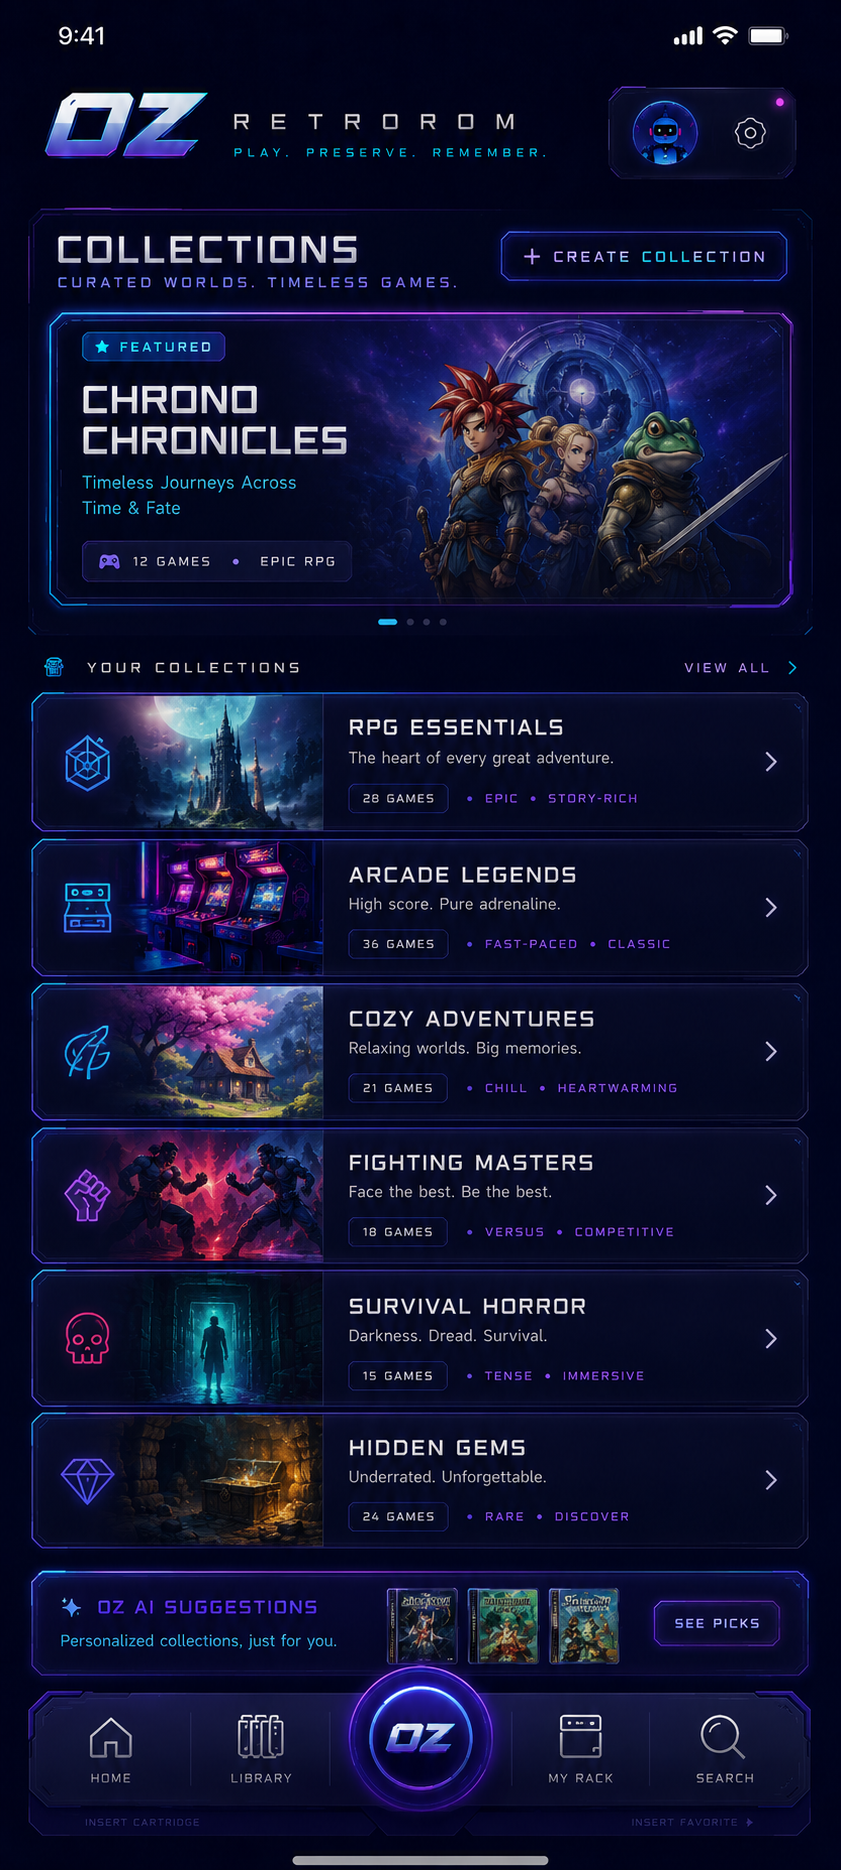 9:41
OZ
RETROROM
PLAY. PRESERVE. REMEMBER.
COLLECTIONS
CURATED WORLDS. TIMELESS GAMES.
+ CREATE COLLECTION
FEATURED
CHRONO
CHRONICLES
Timeless Journeys Across
Time & Fate
12 GAMES • EPIC RPG
YOUR COLLECTIONS
VIEW ALL
RPG ESSENTIALS
The heart of every great adventure.
28 GAMES • EPIC • STORY-RICH
ARCADE LEGENDS
High score. Pure adrenaline.
36 GAMES • FAST-PACED • CLASSIC
COZY ADVENTURES
Relaxing worlds. Big memories.
21 GAMES • CHILL • HEARTWARMING
FIGHTING MASTERS
Face the best. Be the best.
18 GAMES • VERSUS • COMPETITIVE
SURVIVAL HORROR
Darkness. Dread. Survival.
15 GAMES • TENSE • IMMERSIVE
HIDDEN GEMS
Underrated. Unforgettable.
24 GAMES • RARE • DISCOVER
OZ AI SUGGESTIONS
Personalized collections, just for you.
SEE PICKS
HOME
LIBRARY
OZ
MY RACK
SEARCH
INSERT CARTRIDGE
INSERT FAVORITE